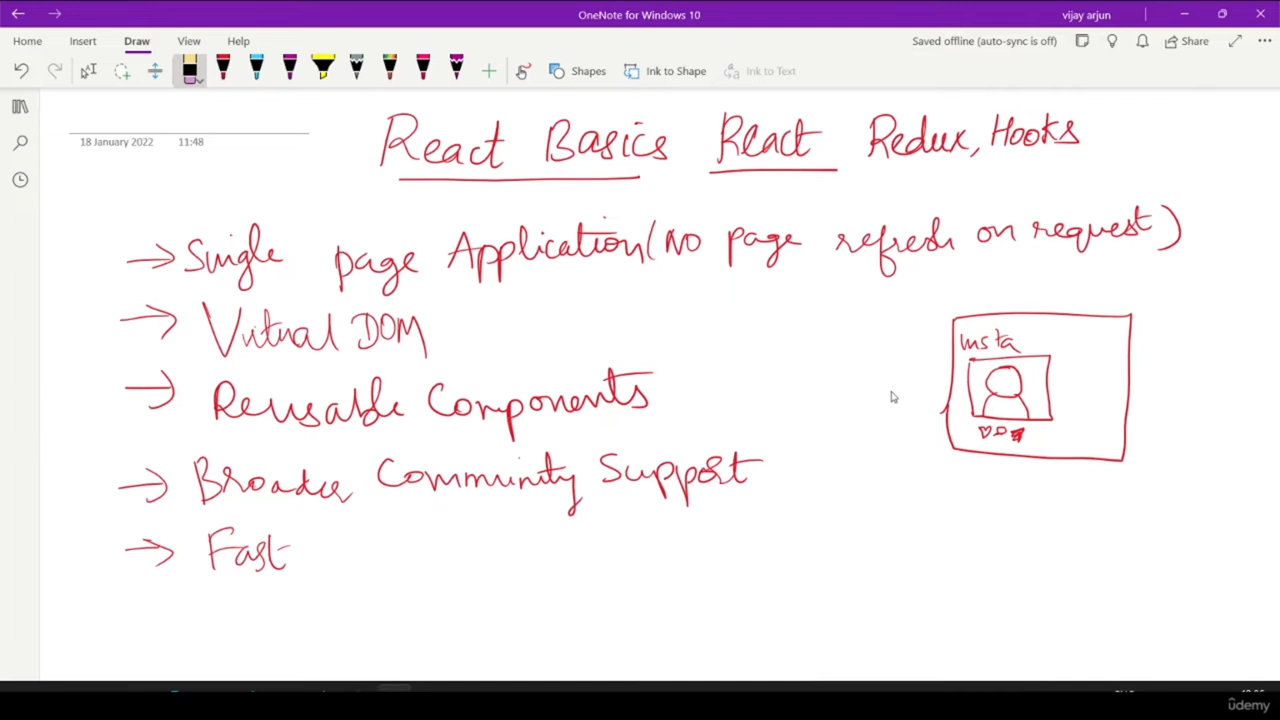 OneNote for Windows 10
vijay arjun
Home Insert Draw View Help
Saved offline (auto-sync is off)
Share
Shapes
Ink to Shape
Ink to Text
18 January 2022 11:48
React Basics React Redux, Hooks
→ Single page Application (No page refresh on request)
→ Virtual DOM
→ Reusable Components
→ Broader Community Support
→ Fast
Insta
udemy